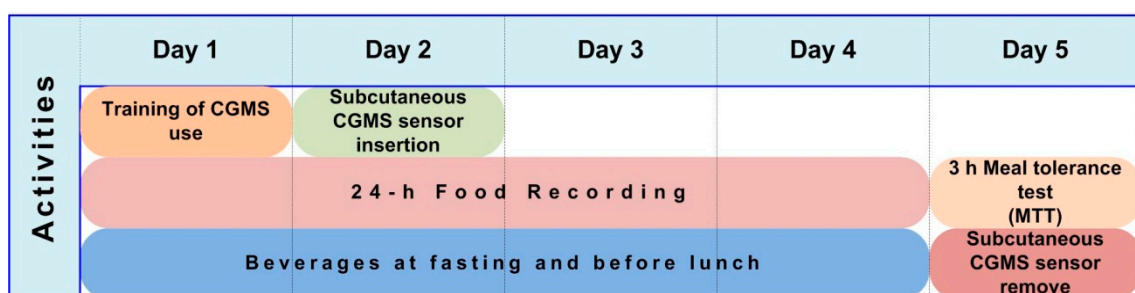 Activities
Day 1
Day 2
Day 3
Day 4
Day 5
Training of CGMS
use
Subcutaneous
CGMS sensor
insertion
24-h Food Recording
3 h Meal tolerance
test
(MTT)
Beverages at fasting and before lunch
Subcutaneous
CGMS sensor
remove